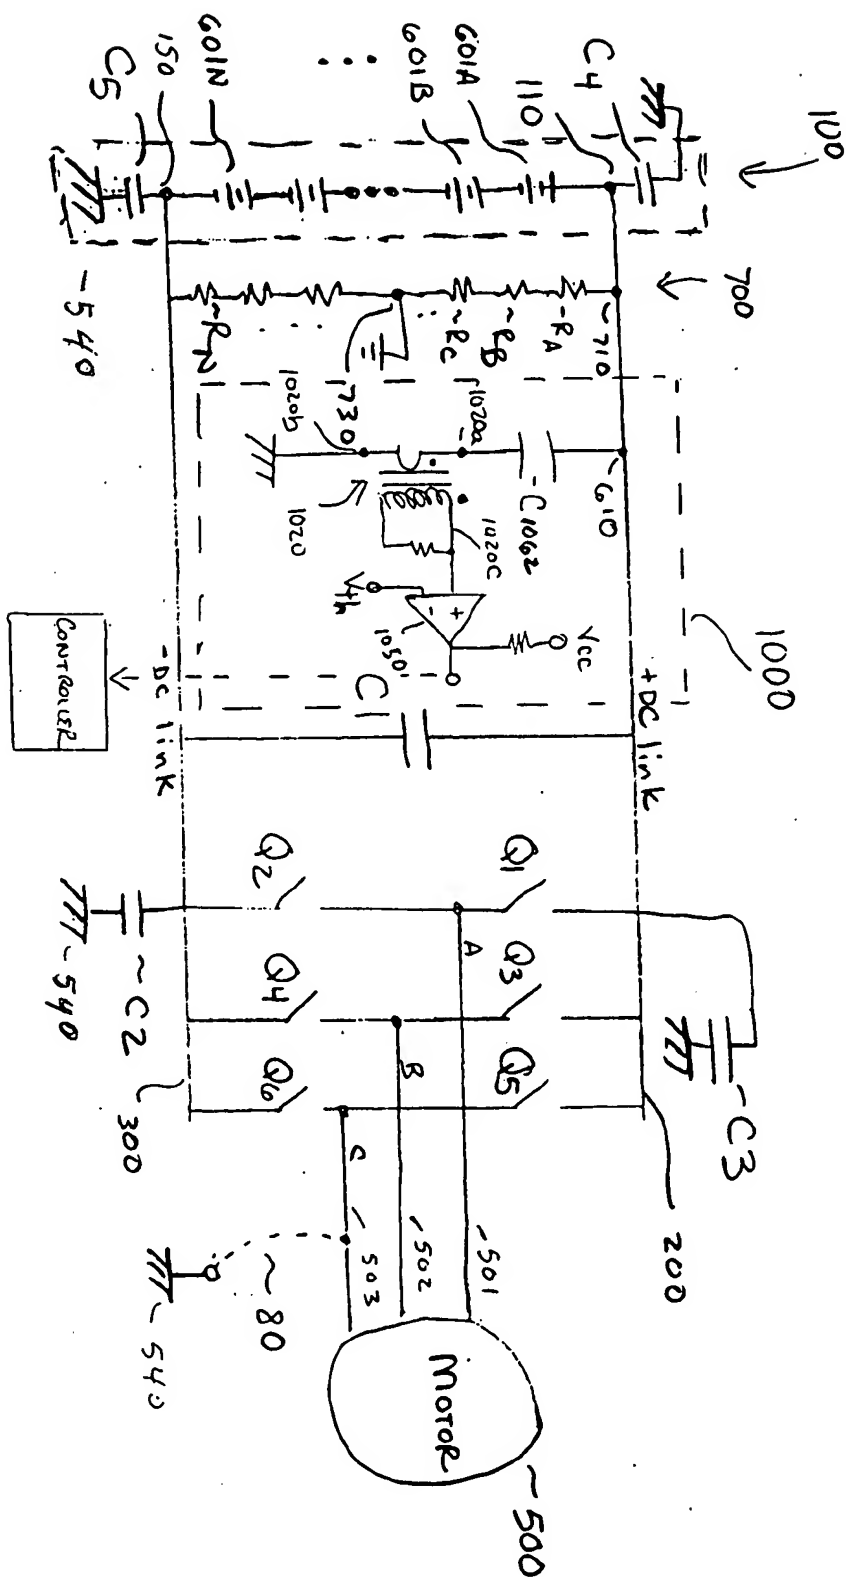 100
C4
110
601A
601B
601N
150
C5
700
-710
-RA
~RB
~RC
~RN
730
-540
1000
-610
-C1062
1020a
1020b
1020
1020C
Vth
+
-
1050
Vcc
C1
+DC link
-DC link
CONTROLLER
Q1
Q2
Q3
Q4
Q5
Q6
A
B
C
~C2
-540
-C3
200
300
-501
-502
-503
~80
-540
MOTOR
~500